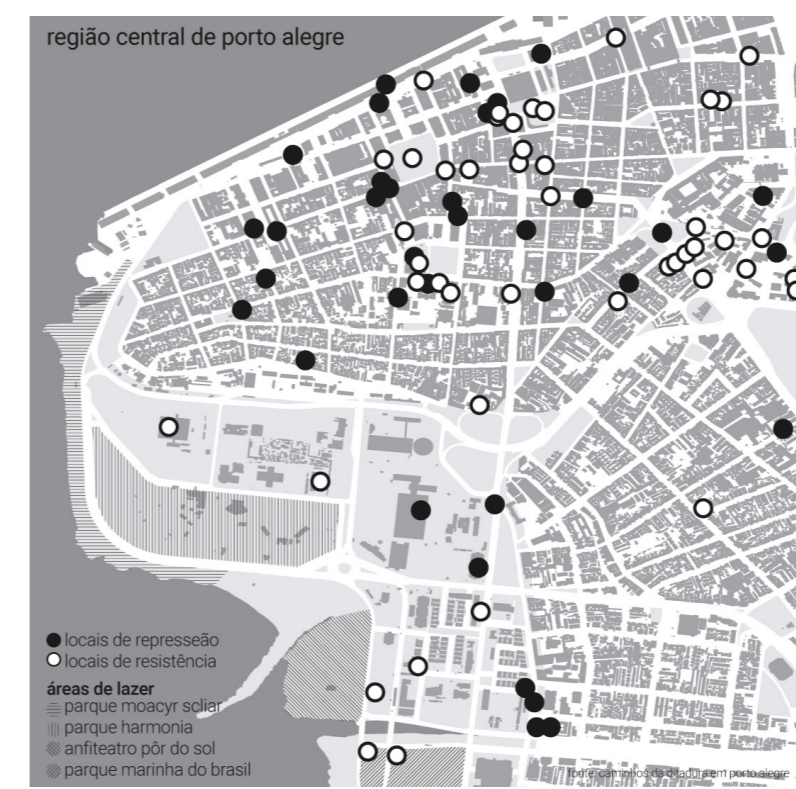 região central de porto alegre
locais de represseão
locais de resistência
áreas de lazer
parque moacyr scliar
parque harmonia
anfiteatro pôr do sol
parque marinha do brasil
fonte: caminhos da ditadura em porto alegre